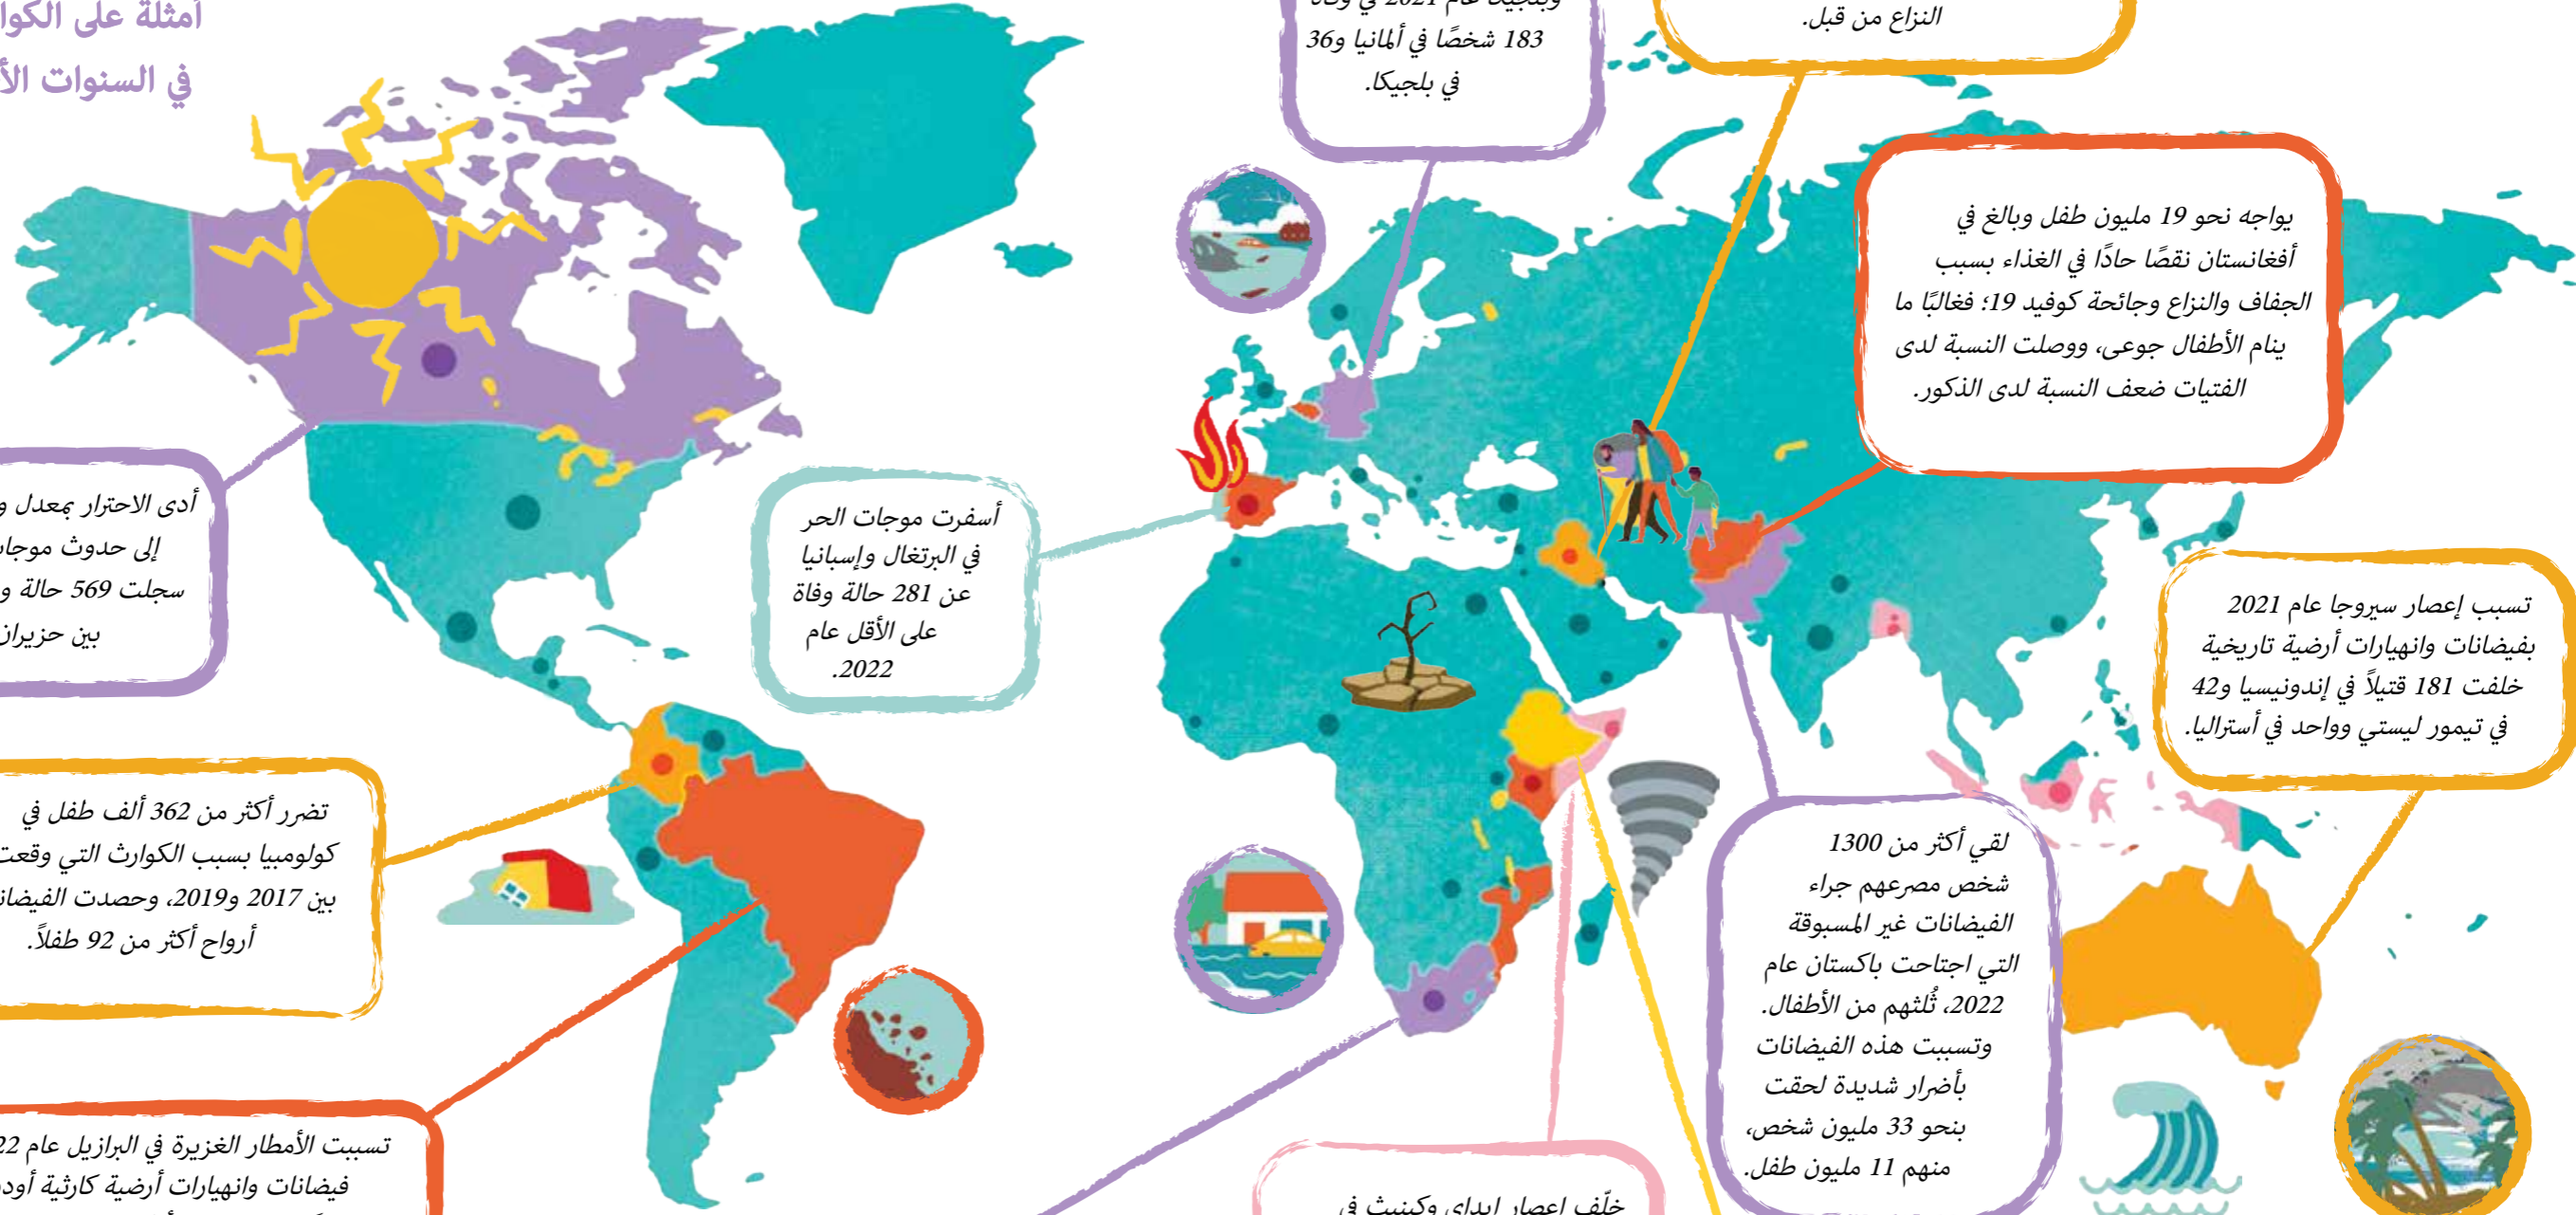 أمثلة على
في السنوات
183 شخصًا في ألمانيا و36
في بلجيكا.
النزاع من قبل.
يواجه نحو 19 مليون طفل وبالغ في
أفغانستان نقصًا حادًا في الغذاء بسبب
الجفاف والنزاع وجائحة كوفيد 19؛ فغالبًا ما
ينام الأطفال جوعى، ووصلت النسبة لدى
الفتيات ضعف النسبة لدى الذكور.
أدى الاحترار بمعدل
إلى حدوث
سجلت 569 حالة
بين حزيران
أسفرت موجات الحر
في البرتغال وإسبانيا
عن 281 حالة وفاة
على الأقل عام
2022.
تسبب إعصار سيروجا عام 2021
بفيضانات وانهيارات أرضية تاريخية
خلفت 181 قتيلاً في إندونيسيا و42
في تيمور ليستي وواحد في أستراليا.
تضرر أكثر من 362 ألف طفل في
كولومبيا بسبب الكوارث التي وقعت
بين 2017 و2019، وحصدت
أرواح أكثر من 92 طفلاً.
لقي أكثر من 1300
شخص مصرعهم جراء
الفيضانات غير المسبوقة
التي اجتاحت باكستان عام
2022، ثُلثهم من الأطفال.
وتسببت هذه الفيضانات
بأضرار شديدة لحقت
بنحو 33 مليون شخص،
منهم 11 مليون طفل.
تسببت الأمطار الغزيرة في البرازيل عام
فيضانات وانهيارات أرضية كارثية
خلّف إعصار إيداي وكينيث في